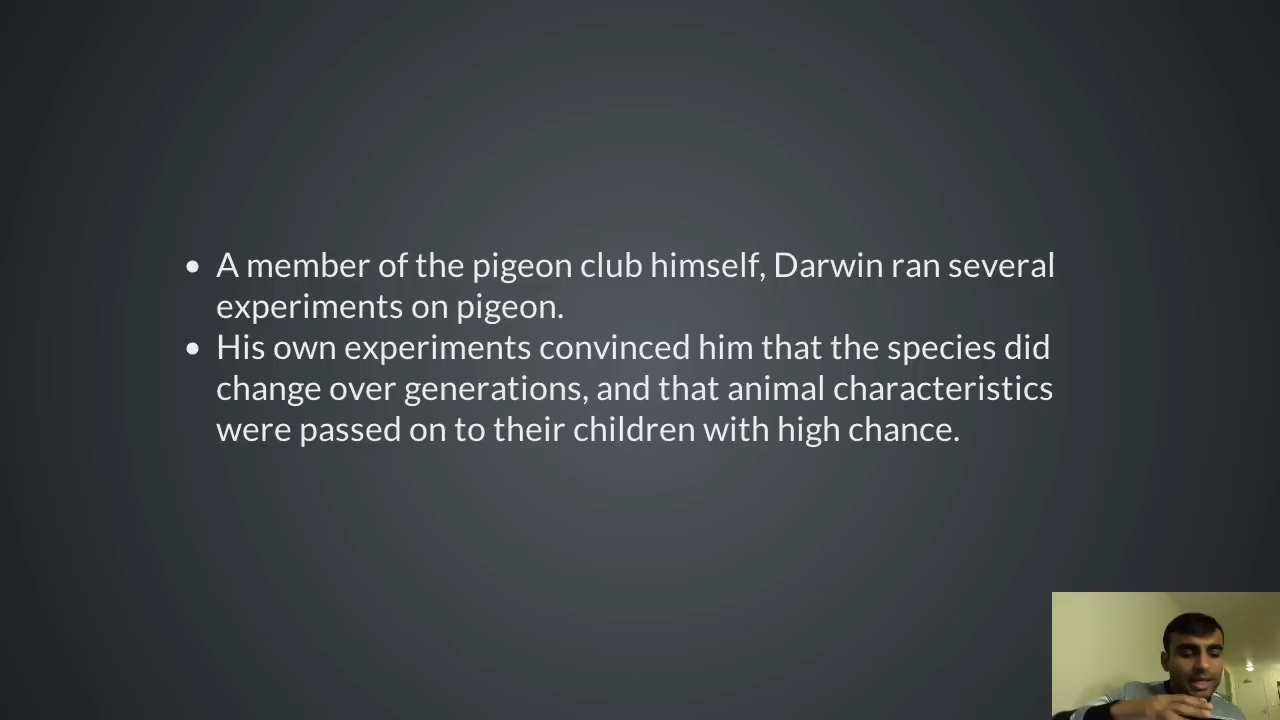 • A member of the pigeon club himself, Darwin ran several
experiments on pigeon.
• His own experiments convinced him that the species did
change over generations, and that animal characteristics
were passed on to their children with high chance.